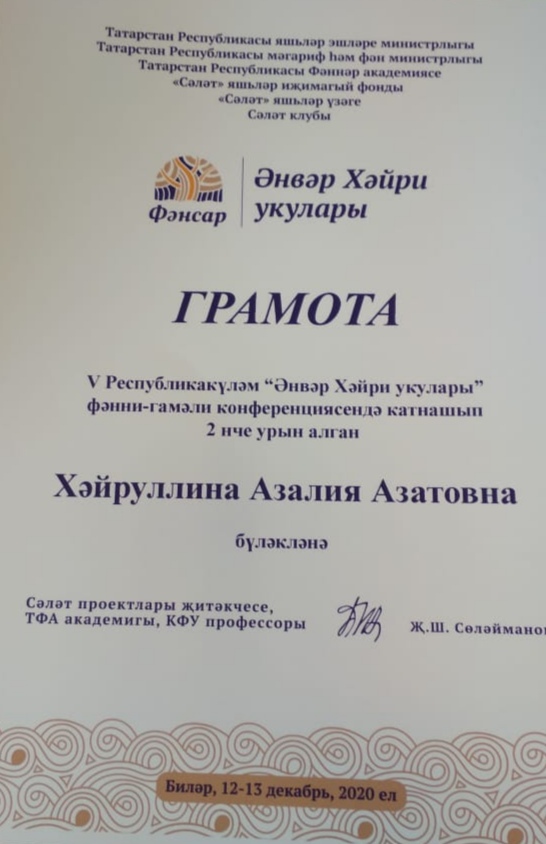 Татарстан Республикасы яшьләр эшләре министрлыгы
Татарстан Республикасы мәгариф һәм фән министрлыгы
Татарстан Республикасы Фәннәр академиясе
«Сәләт» яшьләр иҗимагый фонды
«Сәләт» яшьләр үзәге
Сәләт клубы
Фәнсар
Әнвәр Хәйри
укулары
ГРАМОТА
V Республикакүләм “Әнвәр Хәйри укулары”
фәнни-гамәли конференциясендә катнашып
2 нче урын алган
Хәйруллина Азалия Азатовна
бүләкләнә
Сәләт проектлары җитәкчесе,
ТФА академигы, КФУ профессоры
Җ.Ш. Сөләйманов
Биләр, 12-13 декабрь, 2020 ел